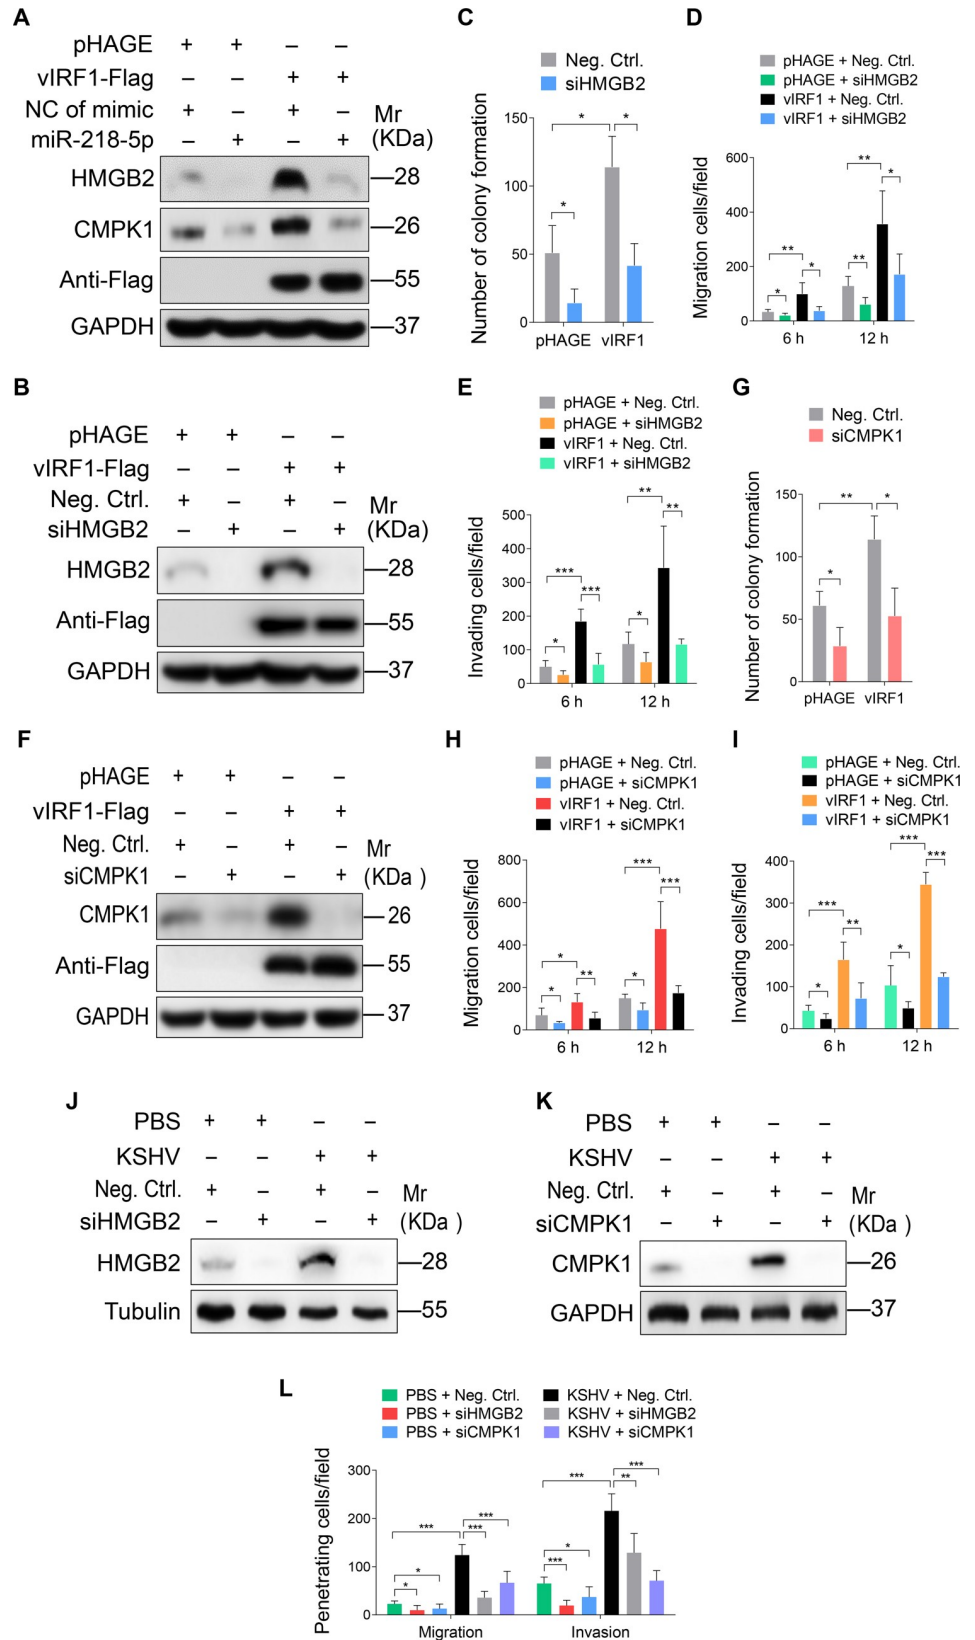 A
pHAGE + + – –
vIRF1-Flag – – + +
NC of mimic + – + –
miR-218-5p – + – +
Mr
(KDa)
HMGB2 28
CMPK1 26
Anti-Flag 55
GAPDH 37
C
Neg. Ctrl.
siHMGB2
Number of colony formation
150
100
50
0
* * *
pHAGE vIRF1
D
pHAGE + Neg. Ctrl.
pHAGE + siHMGB2
vIRF1 + Neg. Ctrl.
vIRF1 + siHMGB2
Migration cells/field
600
400
200
0
* ** * ** ** *
6 h 12 h
B
pHAGE + + – –
vIRF1-Flag – – + +
Neg. Ctrl. + – + –
siHMGB2 – + – +
Mr
(KDa)
HMGB2 28
Anti-Flag 55
GAPDH 37
E
pHAGE + Neg. Ctrl.
pHAGE + siHMGB2
vIRF1 + Neg. Ctrl.
vIRF1 + siHMGB2
Invading cells/field
500
400
300
200
100
0
* *** *** * ** **
6 h 12 h
G
Neg. Ctrl.
siCMPK1
Number of colony formation
150
100
50
0
* ** *
pHAGE vIRF1
F
pHAGE + + – –
vIRF1-Flag – – + +
Neg. Ctrl. + – + –
siCMPK1 – + – +
Mr
(KDa )
CMPK1 26
Anti-Flag 55
GAPDH 37
H
pHAGE + Neg. Ctrl.
pHAGE + siCMPK1
vIRF1 + Neg. Ctrl.
vIRF1 + siCMPK1
Migration cells/field
800
600
400
200
0
* * ** * *** ***
6 h 12 h
I
pHAGE + Neg. Ctrl.
pHAGE + siCMPK1
vIRF1 + Neg. Ctrl.
vIRF1 + siCMPK1
Invading cells/field
400
300
200
100
0
* *** ** * *** ***
6 h 12 h
J
PBS + + – –
KSHV – – + +
Neg. Ctrl. + – + –
siHMGB2 – + – +
Mr
(KDa )
HMGB2 28
Tubulin 55
K
PBS + + – –
KSHV – – + +
Neg. Ctrl. + – + –
siCMPK1 – + – +
Mr
(KDa )
CMPK1 26
GAPDH 37
L
PBS + Neg. Ctrl. KSHV + Neg. Ctrl.
PBS + siHMGB2 KSHV + siHMGB2
PBS + siCMPK1 KSHV + siCMPK1
Penetrating cells/field
300
200
100
0
* * *** *** *** *** * *** ** ***
Migration Invasion